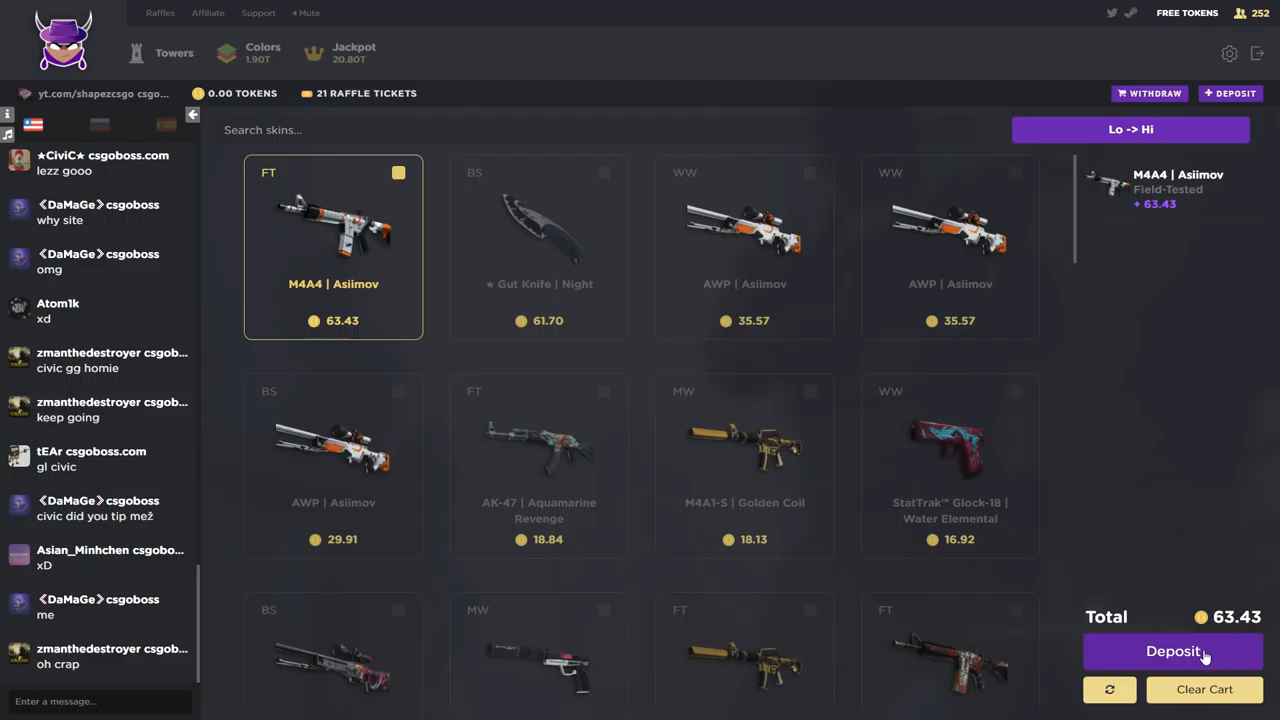 Raffles
Affiliate
Support
Mute
FREE TOKENS
252
Towers
Colors
1.90T
Jackpot
20.80T
yt.com/shapezcsgo csgo...
0.00 TOKENS
21 RAFFLE TICKETS
WITHDRAW
+ DEPOSIT
★CiviC★ csgoboss.com
lezz gooo
《DaMaGe》csgoboss
why site
《DaMaGe》csgoboss
omg
Atom1k
xd
zmanthedestroyer csgob...
civic gg homie
zmanthedestroyer csgob...
keep going
tEAr csgoboss.com
gl civic
《DaMaGe》csgoboss
civic did you tip mež
Asian_Minhchen csgobo...
xD
《DaMaGe》csgoboss
me
zmanthedestroyer csgob...
oh crap
Enter a message...
Search skins...
Lo -> Hi
FT
M4A4 | Asiimov
63.43
BS
★ Gut Knife | Night
61.70
WW
AWP | Asiimov
35.57
WW
AWP | Asiimov
35.57
BS
AWP | Asiimov
29.91
FT
AK-47 | Aquamarine
Revenge
18.84
MW
M4A1-S | Golden Coil
18.13
WW
StatTrak™ Glock-18 |
Water Elemental
16.92
BS
MW
FT
FT
M4A4 | Asiimov
Field-Tested
+ 63.43
Total
63.43
Deposit
Clear Cart